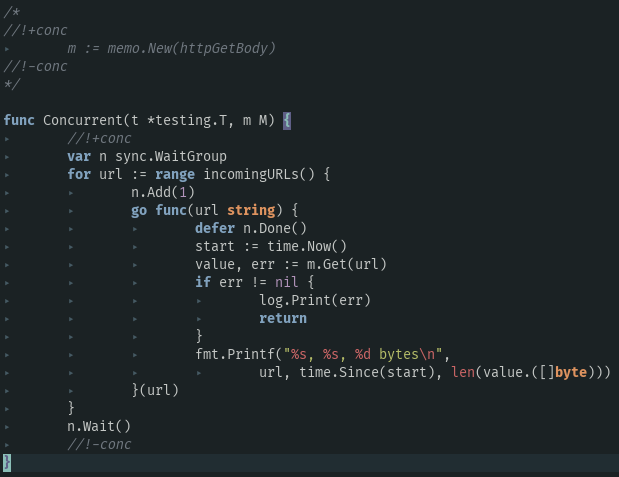 /*
//!+conc
	m := memo.New(httpGetBody)
//!-conc
*/

func Concurrent(t *testing.T, m M) {
	//!+conc
	var n sync.WaitGroup
	for url := range incomingURLs() {
		n.Add(1)
		go func(url string) {
			defer n.Done()
			start := time.Now()
			value, err := m.Get(url)
			if err != nil {
				log.Print(err)
				return
			}
			fmt.Printf("%s, %s, %d bytes\n",
				url, time.Since(start), len(value.([]byte)))
		}(url)
	}
	n.Wait()
	//!-conc
}